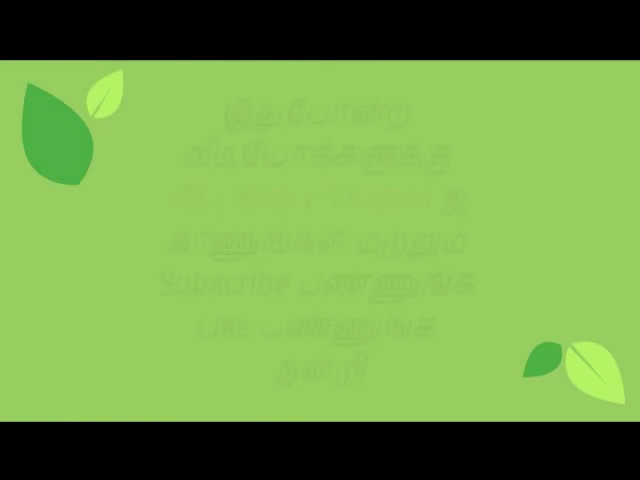 இதுபோன்ற
வீடியோக்களுக்கு
ஐ
காணுங்கள் மற்றும்
Subscribe பண்ணுங்க
Like பண்ணுங்க
நன்றி